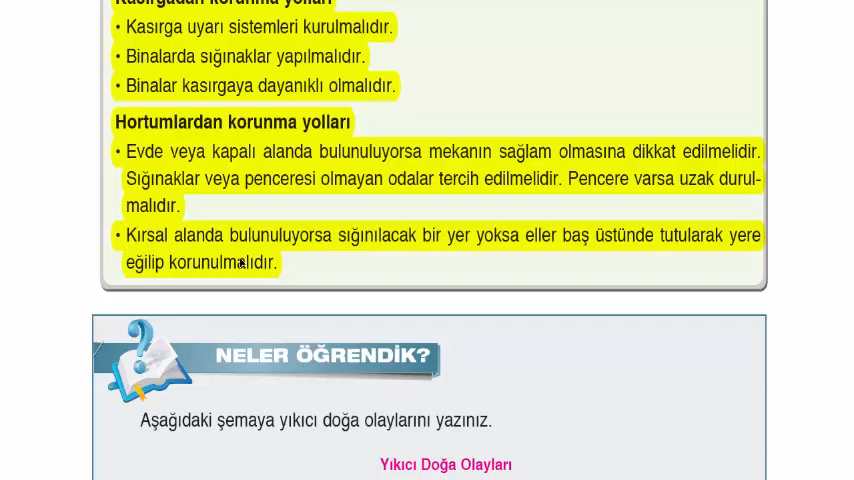 Kasırgadan korunma yolları
• Kasırga uyarı sistemleri kurulmalıdır.
• Binalarda sığınaklar yapılmalıdır.
• Binalar kasırgaya dayanıklı olmalıdır.
Hortumlardan korunma yolları
• Evde veya kapalı alanda bulunuluyorsa mekanın sağlam olmasına dikkat edilmelidir.
Sığınaklar veya penceresi olmayan odalar tercih edilmelidir. Pencere varsa uzak durul-
malıdır.
• Kırsal alanda bulunuluyorsa sığınılacak bir yer yoksa eller baş üstünde tutularak yere
eğilip korunulmalıdır.
NELER ÖĞRENDİK?
Aşağıdaki şemaya yıkıcı doğa olaylarını yazınız.
Yıkıcı Doğa Olayları